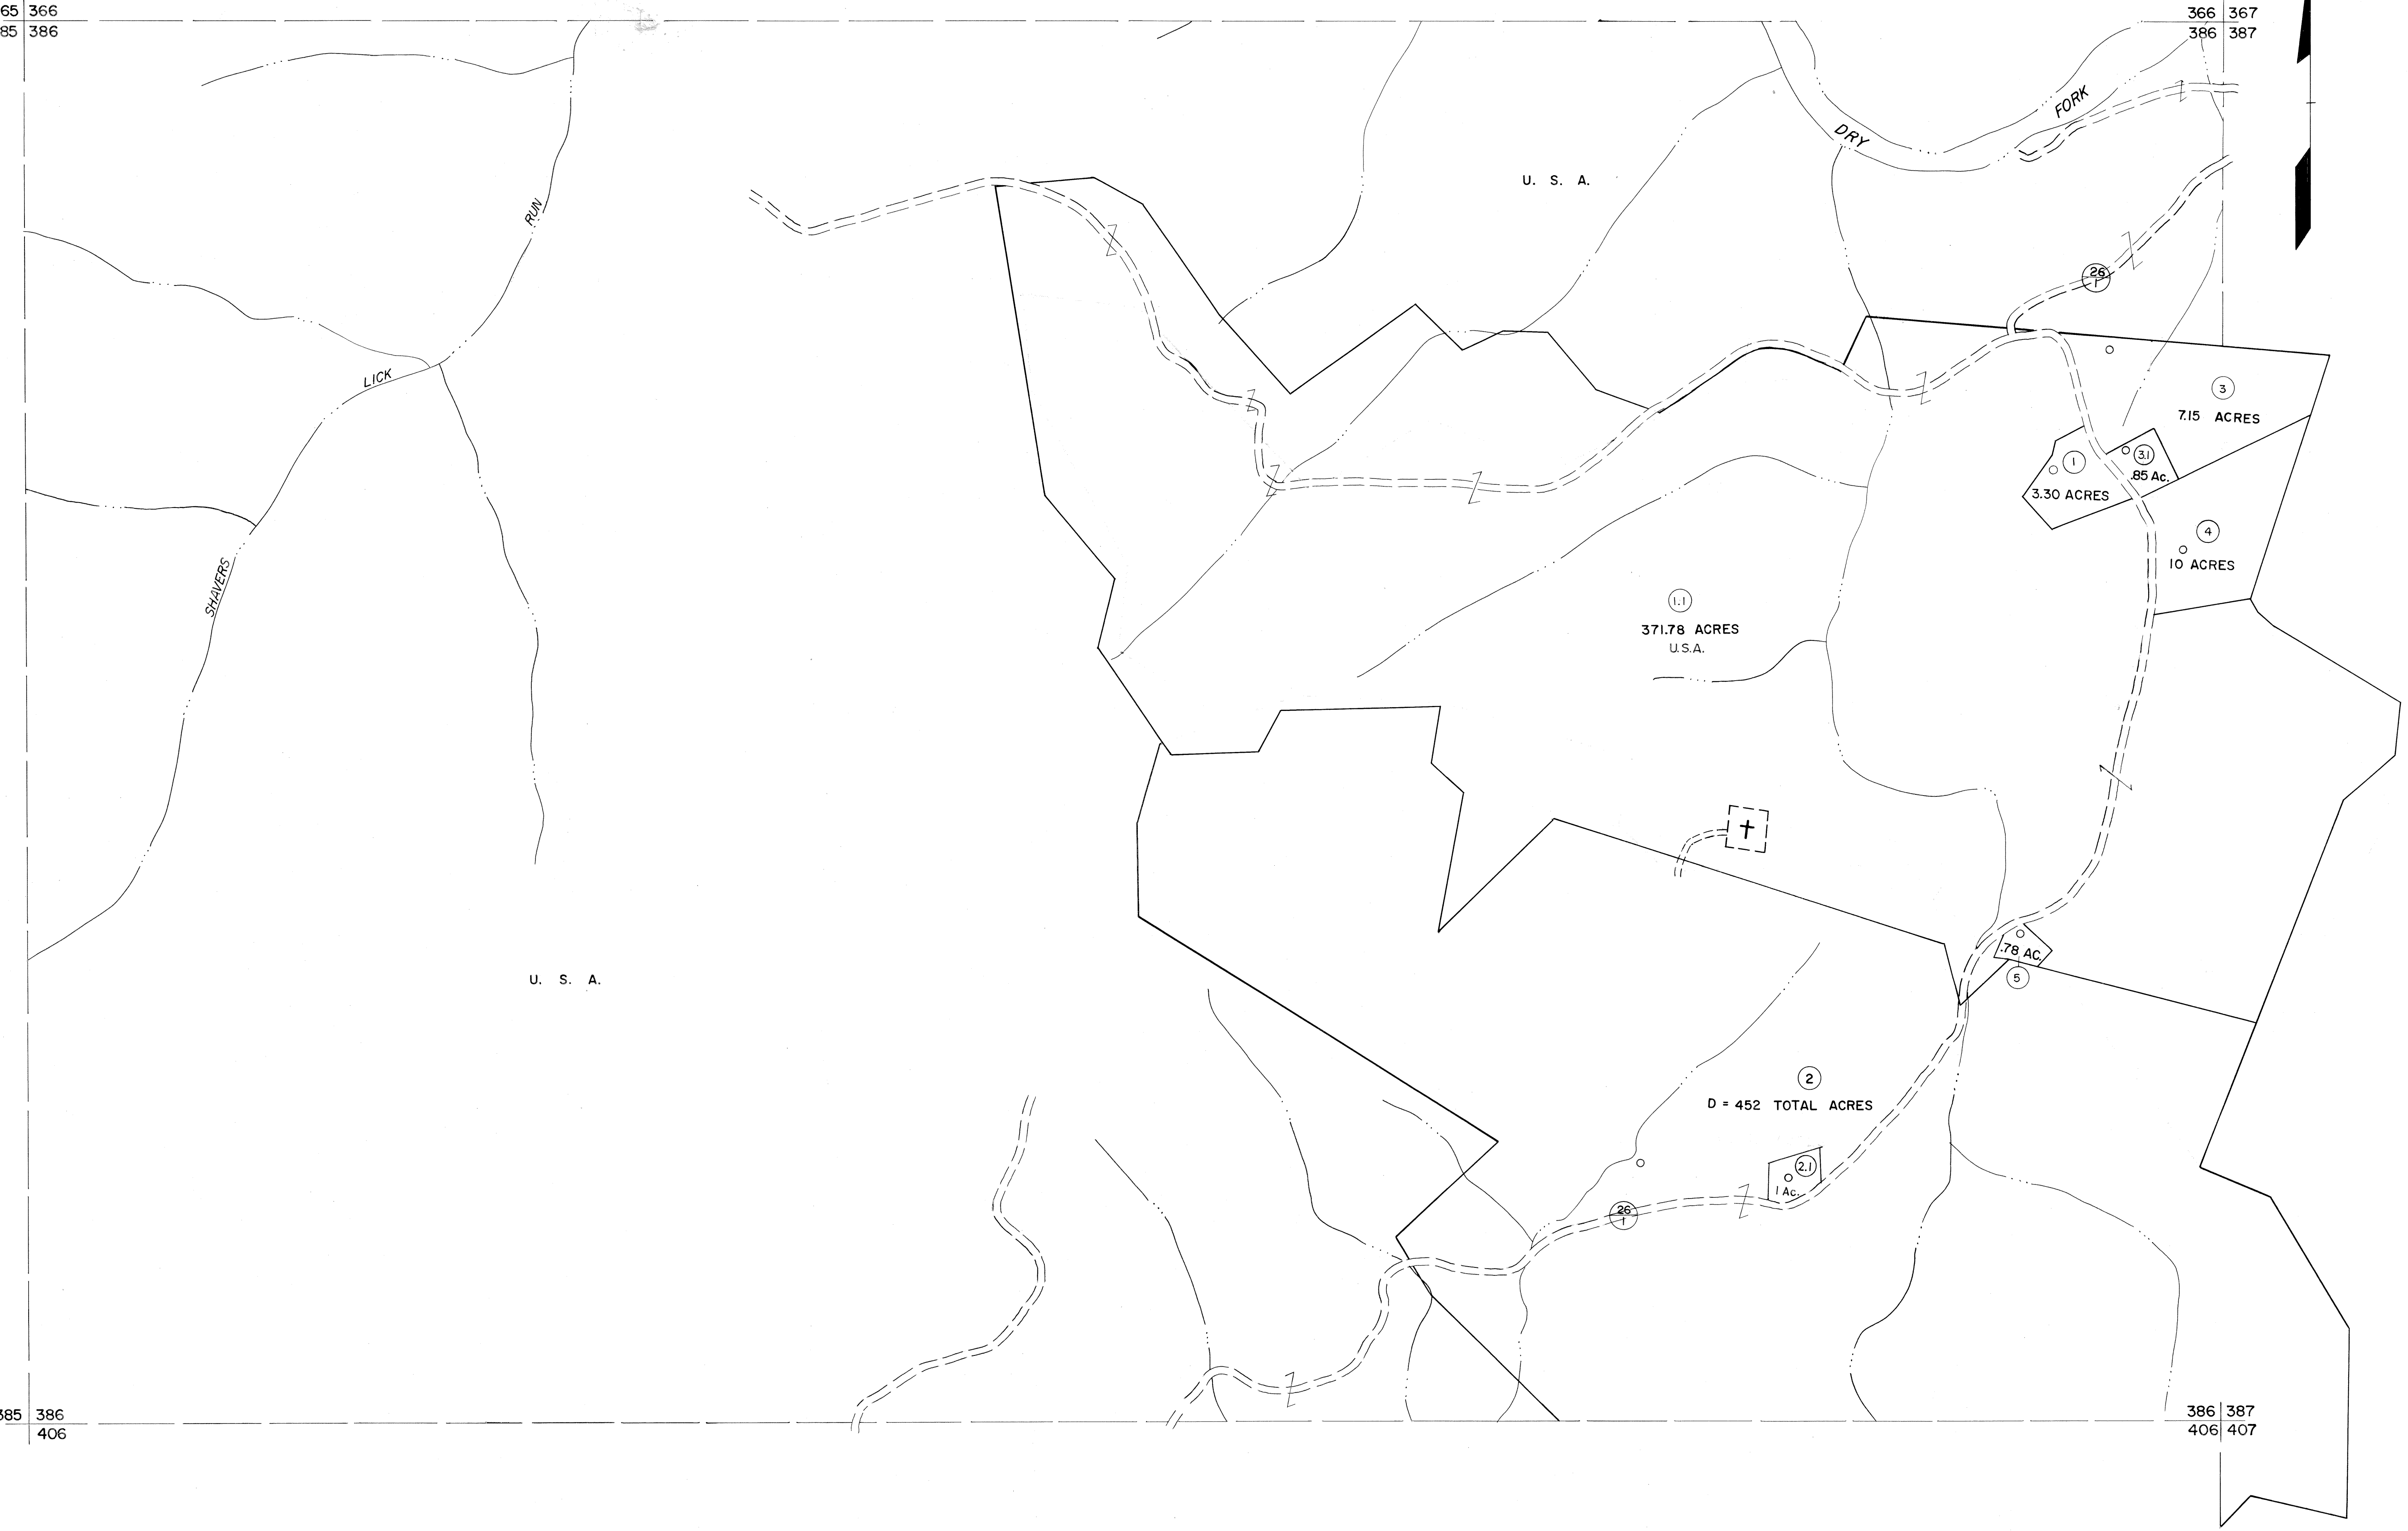 65 366
85 386
366 367
386 387
FORK
DRY
U. S. A.
RUN
26
1
LICK
3
7.15 ACRES
3.1
.85 Ac.
1
3.30 ACRES
4
10 ACRES
SHAVERS
1.1
371.78 ACRES
U.S.A.
.78 AC.
5
U. S. A.
2
D = 452 TOTAL ACRES
2.1
1 Ac.
26
1
385 386
406
386 387
406 407